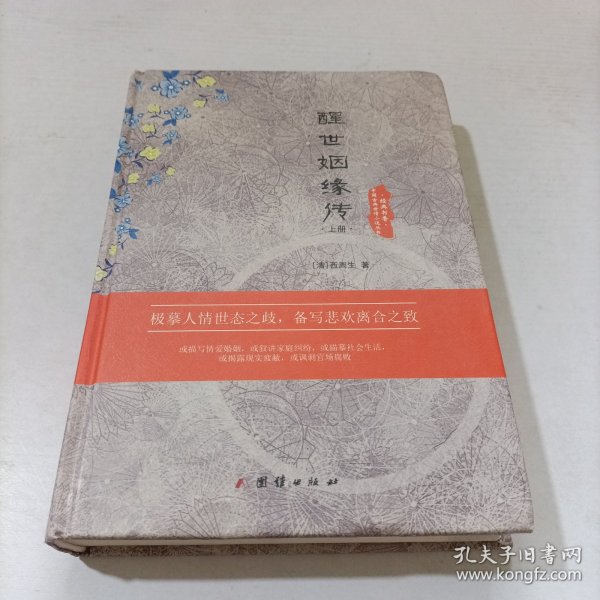 醒世姻缘传
·上册·
·经典书香·
中国古典世情小说丛书
[清]西周生 著
极摹人情世态之歧，备写悲欢离合之致
或描写情爱婚姻，或叙讲家庭纠纷，或描摹社会生活，
或揭露现实疲敝，或讽刺官场腐败
团结出版社
孔夫子旧书网
www.kongfz.com